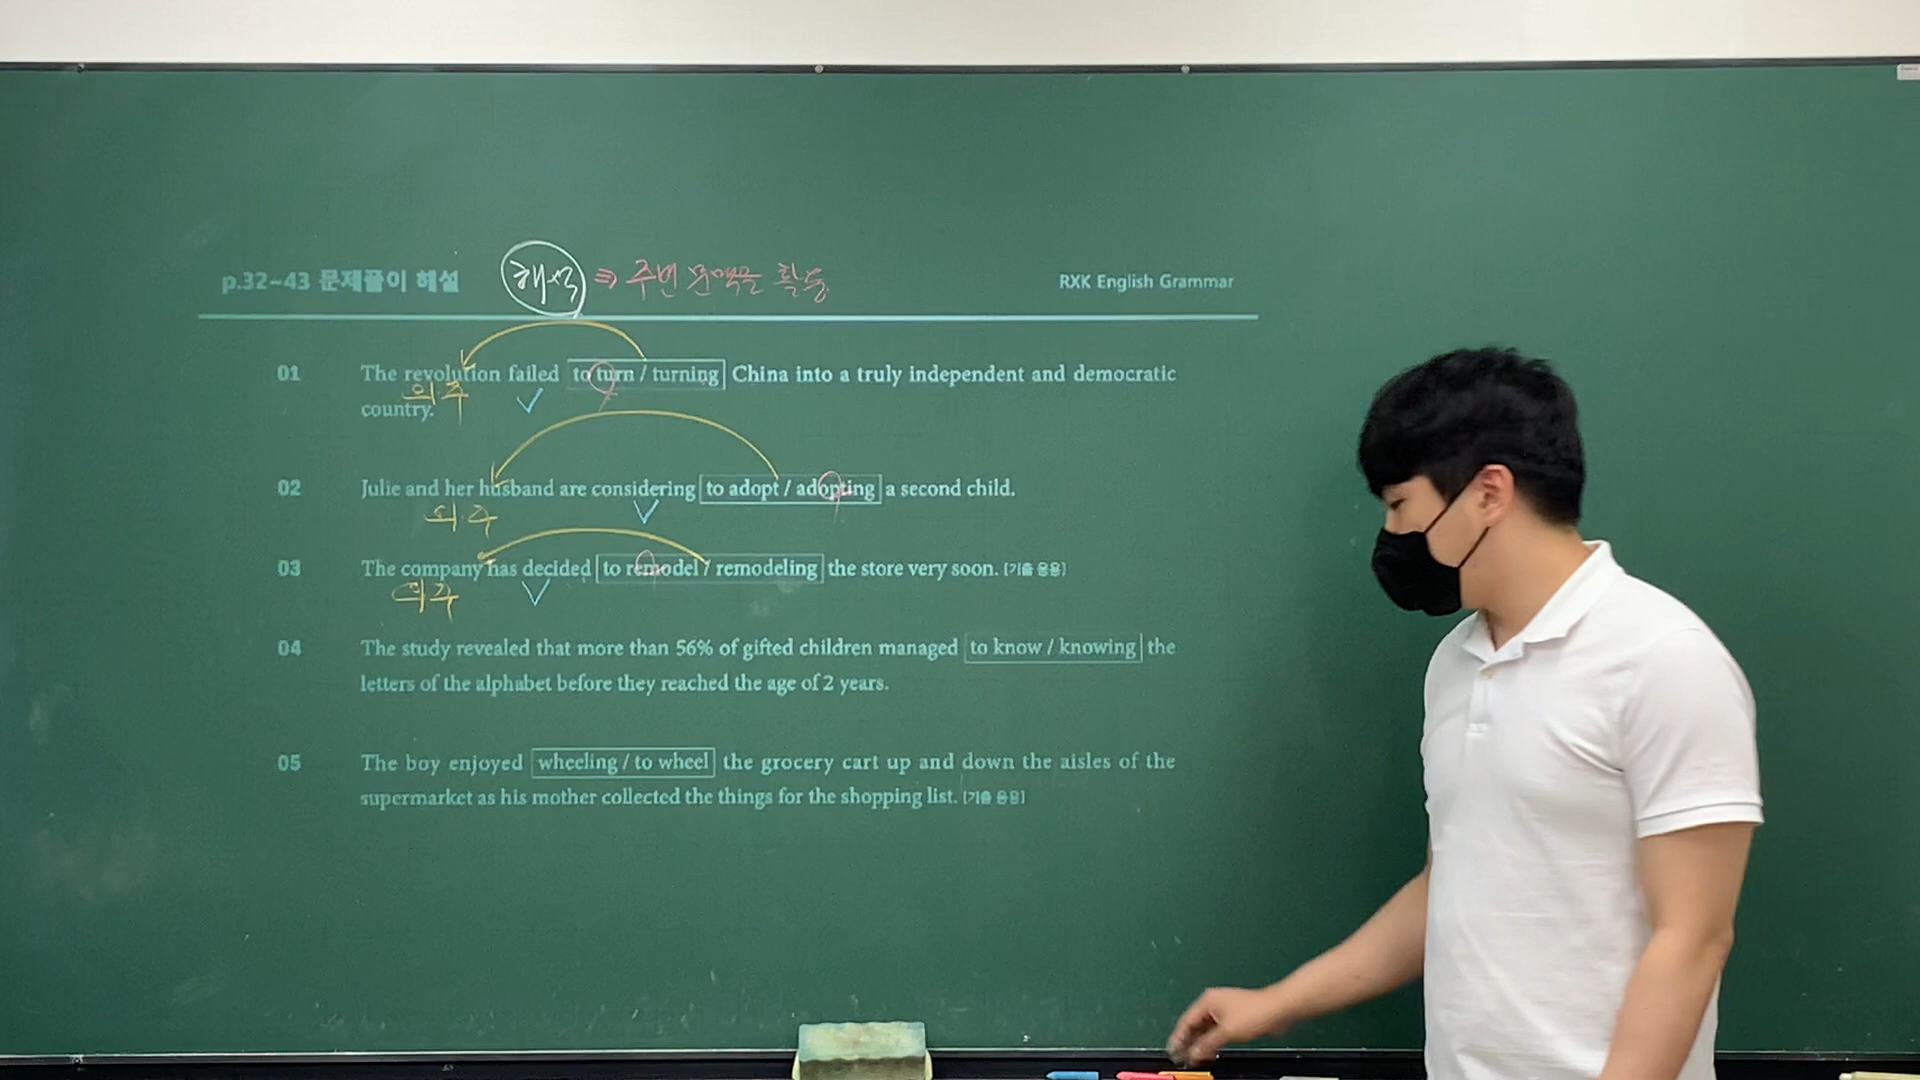 p.32~43 문제풀이 해설 해석 ⇒ 주변 문맥을 활용 RXK English Grammar
01 The revolution failed to turn / turning China into a truly independent and democratic
의.주
country.
02 Julie and her husband are considering to adopt / adopting a second child.
의.주
03 The company has decided to remodel / remodeling the store very soon. [기출 응용]
의.주
04 The study revealed that more than 56% of gifted children managed to know / knowing the
letters of the alphabet before they reached the age of 2 years.
05 The boy enjoyed wheeling / to wheel the grocery cart up and down the aisles of the
supermarket as his mother collected the things for the shopping list. [기출 응용]